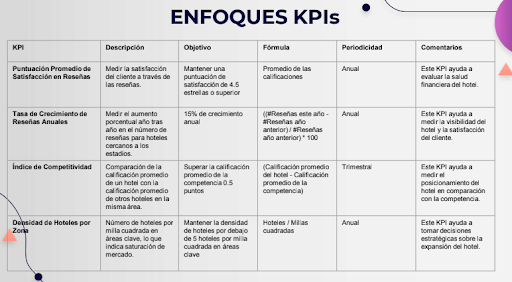 ENFOQUES KPIs
KPI Descripción Objetivo Fórmula Periodicidad Comentarios
Puntuación Promedio de
Satisfacción en Reseñas
Medir la satisfacción
del cliente a través de
las reseñas.
Mantener una
puntuación de
satisfacción de 4.5
estrellas o superior
Promedio de las
calificaciones
Anual
Este KPI ayuda a
evaluar la salud
financiera del hotel.
Tasa de Crecimiento de
Reseñas Anuales
Medir el aumento
porcentual año tras
año en el número de
reseñas para hoteles
cercanos a los
estadios.
15% de crecimiento
anual
((#Reseñas este año -
#Reseñas año
anterior) / #Reseñas
año anterior) * 100
Anual
Este KPI ayuda a
medir la visibilidad del
hotel y la satisfacción
del cliente.
Índice de Competitividad
Comparación de la
calificación promedio
de un hotel con la
calificación promedio
de otros hoteles en la
misma área.
Superar la calificación
promedio de la
competencia 0.5
puntos
(Calificación promedio
del hotel - Calificación
promedio de la
competencia)
Trimestral
Este KPI ayuda a
medir el
posicionamiento del
hotel en comparación
con la competencia.
Densidad de Hoteles por
Zona
Número de hoteles por
milla cuadrada en
áreas clave, lo que
indica saturación de
mercado.
Mantener la densidad
de hoteles por debajo
de 5 hoteles por milla
cuadrada en áreas
clave
Hoteles / Millas
cuadradas
Anual
Este KPI ayuda a
tomar decisiones
estratégicas sobre la
expansión del hotel.